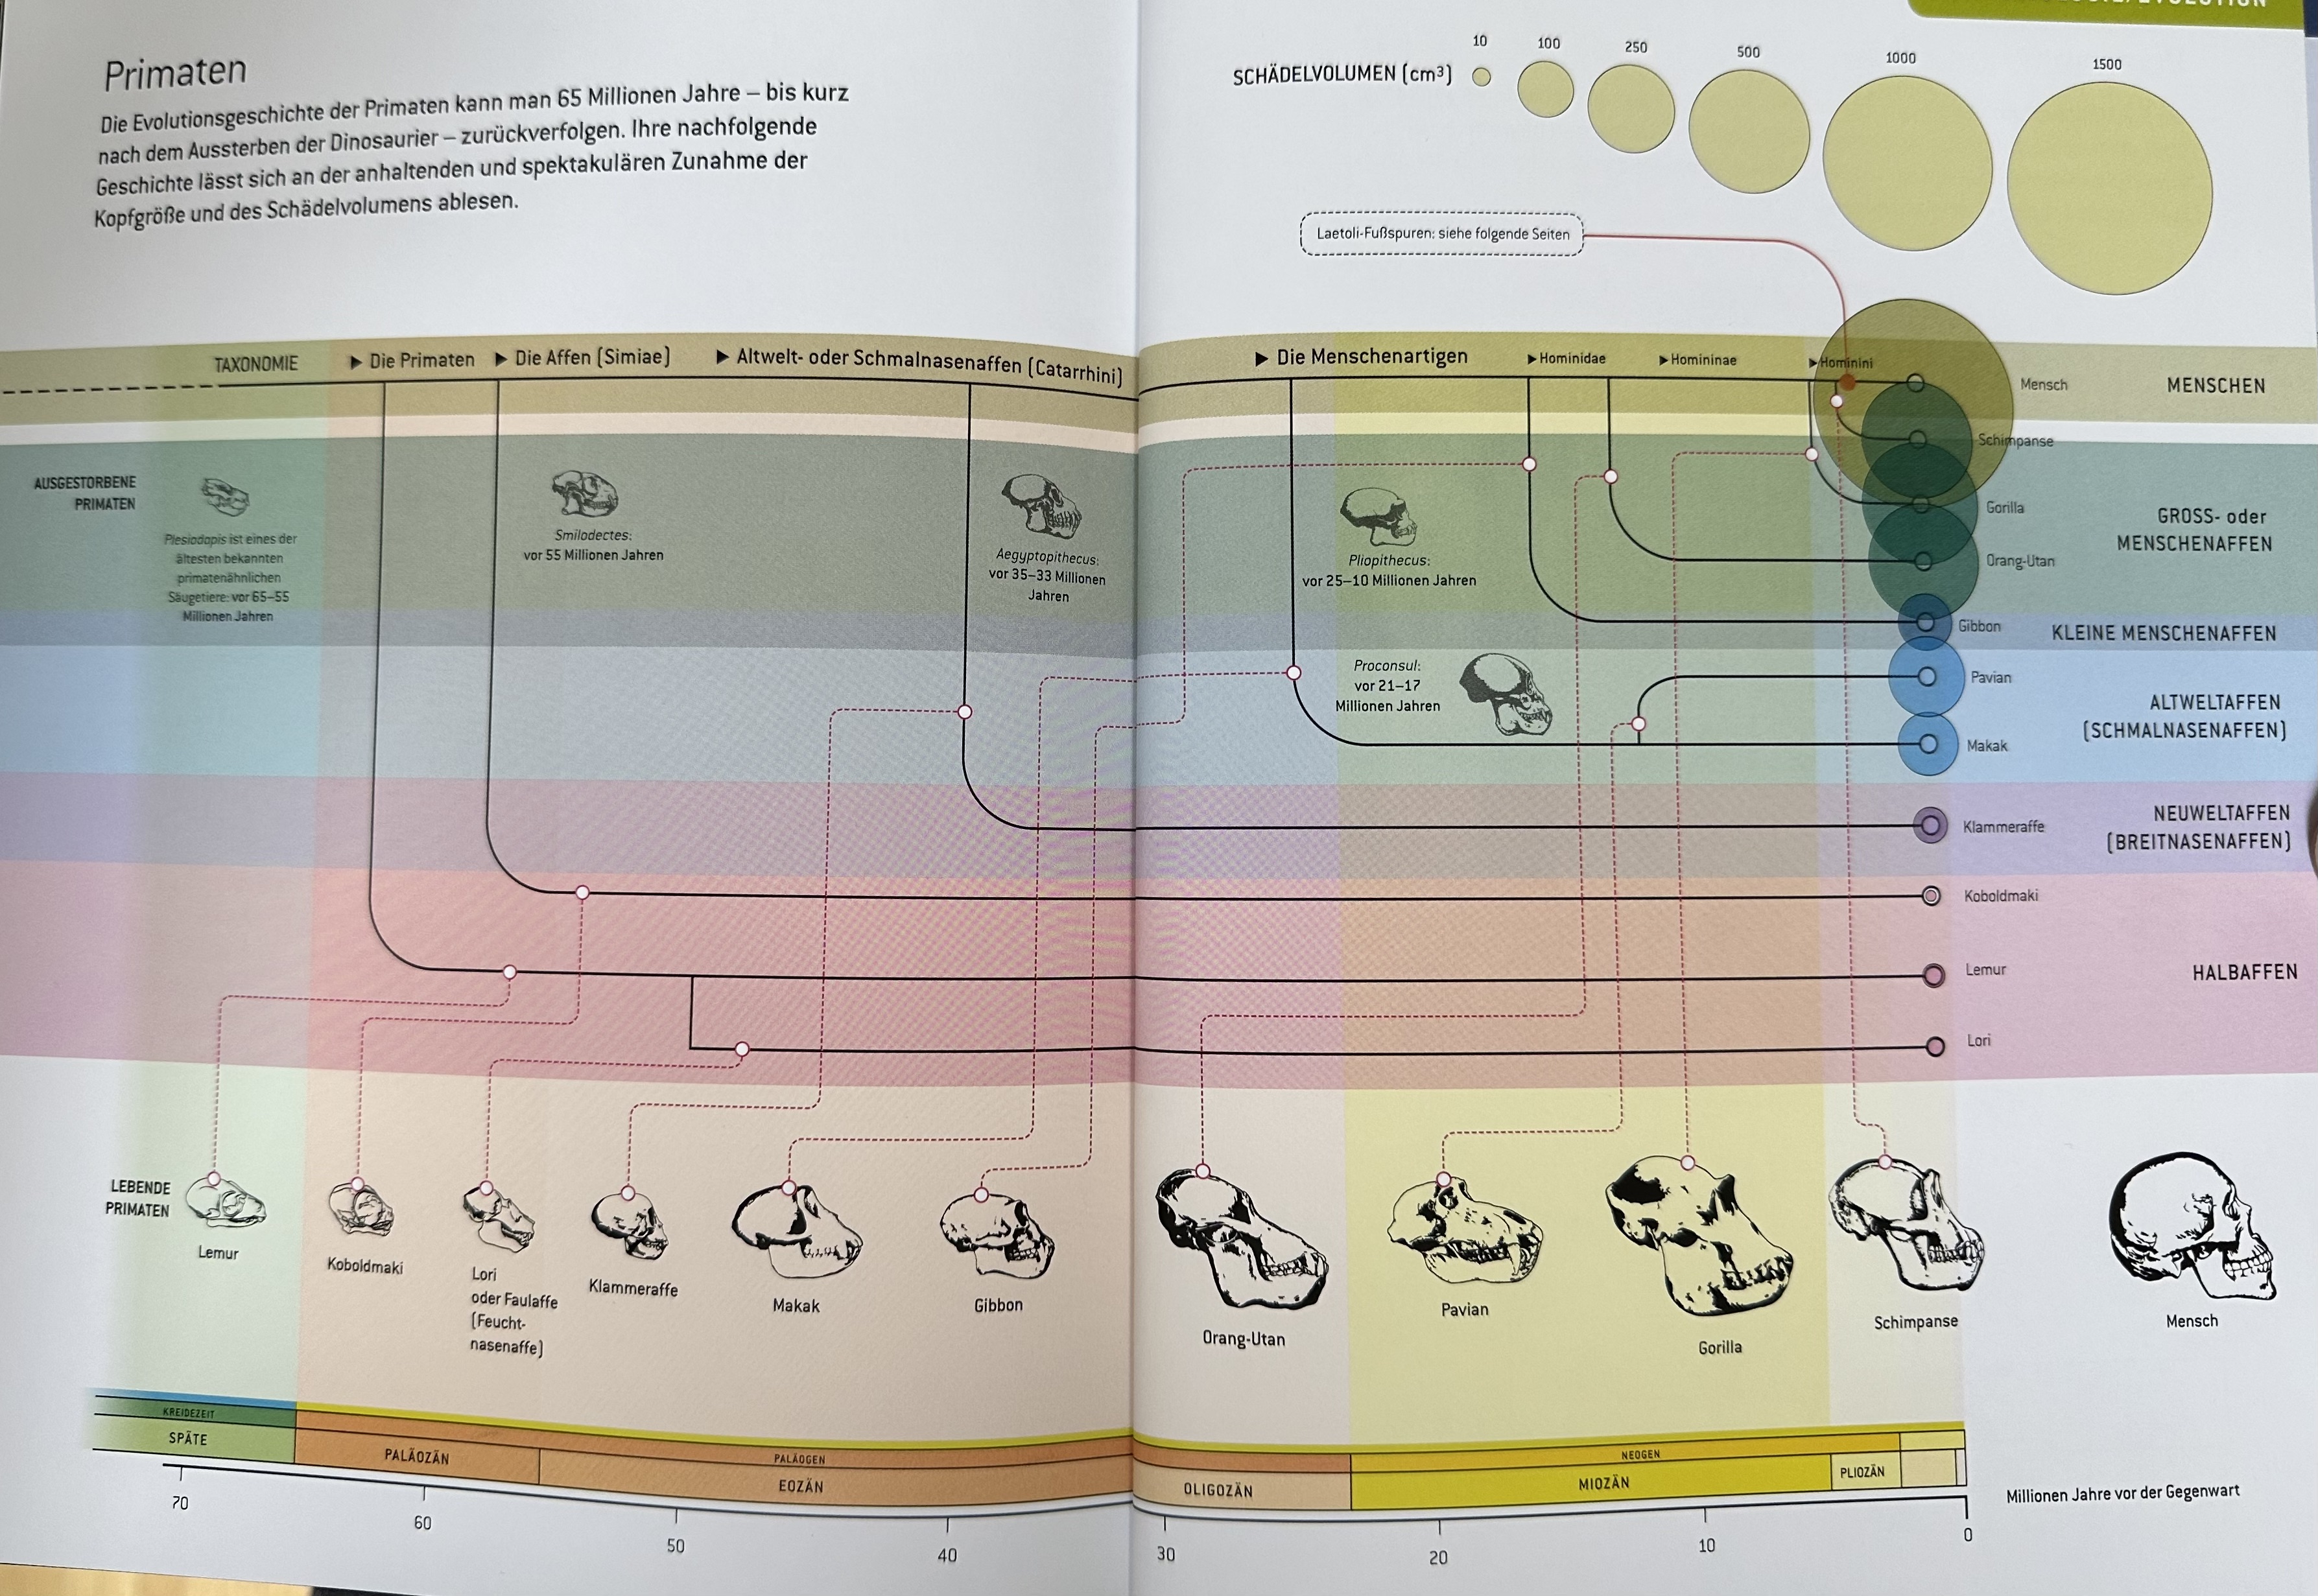 Primaten
Die Evolutionsgeschichte der Primaten kann man 65 Millionen Jahre – bis kurz
nach dem Aussterben der Dinosaurier – zurückverfolgen. Ihre nachfolgende
Geschichte lässt sich an der anhaltenden und spektakulären Zunahme der
Kopfgröße und des Schädelvolumens ablesen.
SCHÄDELVOLUMEN (cm³)
10
100
250
500
1000
1500
Laetoli-Fußspuren: siehe folgende Seiten
TAXONOMIE
▶ Die Primaten
▶ Die Affen (Simiae)
▶ Altwelt- oder Schmalnasenaffen (Catarrhini)
▶ Die Menschenartigen
▶ Hominidae
▶ Homininae
▶ Hominini
Mensch
MENSCHEN
Schimpanse
Gorilla
GROSS- oder
MENSCHENAFFEN
Orang-Utan
Gibbon
KLEINE MENSCHENAFFEN
Pavian
ALTWELTAFFEN
(SCHMALNASENAFFEN)
Makak
Klammeraffe
NEUWELTAFFEN
(BREITNASENAFFEN)
Koboldmaki
Lemur
HALBAFFEN
Lori
AUSGESTORBENE
PRIMATEN
Plesiadapis ist eines der
ältesten bekannten
primatenähnlichen
Säugetiere: vor 65–55
Millionen Jahren
Smilodectes:
vor 55 Millionen Jahren
Aegyptopithecus:
vor 35–33 Millionen
Jahren
Pliopithecus:
vor 25–10 Millionen Jahren
Proconsul:
vor 21–17
Millionen Jahren
LEBENDE
PRIMATEN
Lemur
Koboldmaki
Lori
oder Faulaffe
(Feucht-
nasenaffe)
Klammeraffe
Makak
Gibbon
Orang-Utan
Pavian
Gorilla
Schimpanse
Mensch
KREIDEZEIT
SPÄTE
PALÄOZÄN
PALÄOGEN
EOZÄN
OLIGOZÄN
NEOGEN
MIOZÄN
PLIOZÄN
70
60
50
40
30
20
10
0
Millionen Jahre vor der Gegenwart